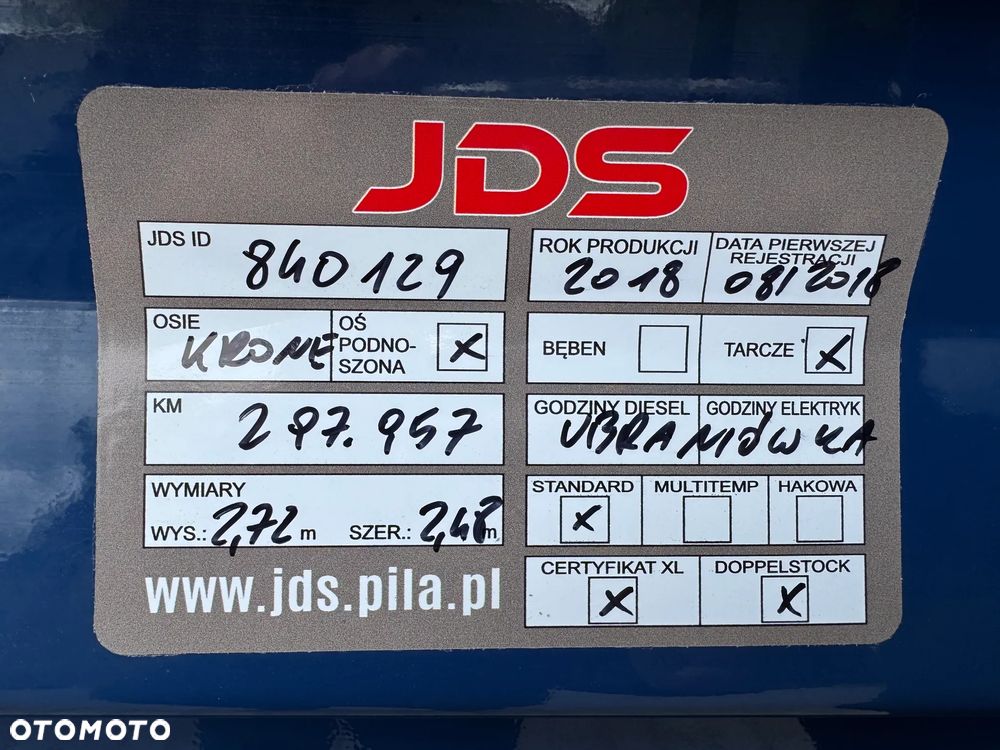 JDS
JDS ID 840129
ROK PRODUKCJI 2018
DATA PIERWSZEJ REJESTRACJI 08/2018
OSIE KRONE
OŚ PODNO-SZONA X
BĘBEN
TARCZE X
KM 297.957
GODZINY DIESEL GODZINY ELEKTRYK
UBRANIÓWKA
WYMIARY
WYS.: 2,72 m SZER.: 2,48 m
STANDARD X
MULTITEMP
HAKOWA
CERTYFIKAT XL X
DOPPELSTOCK X
www.jds.pila.pl
OTOMOTO